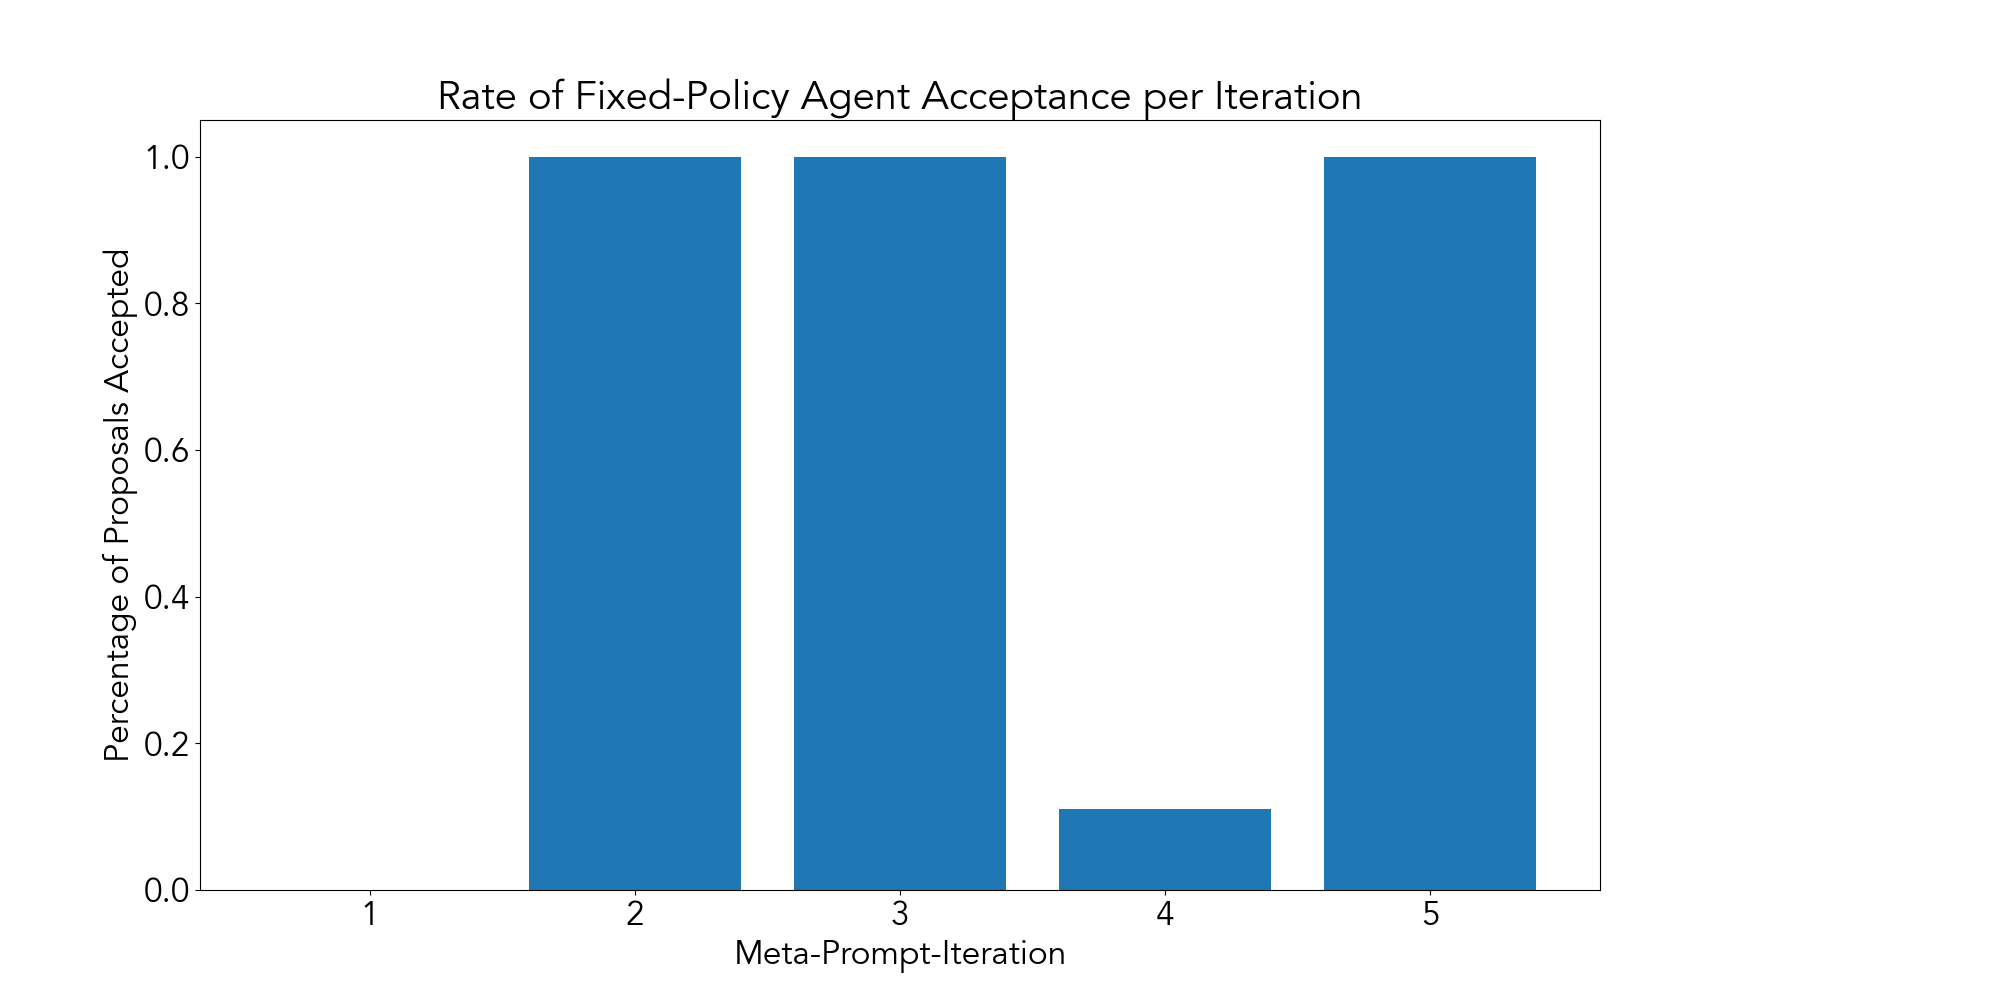 Rate of Fixed-Policy Agent Acceptance per Iteration
Percentage of Proposals Accepted
1.0
0.8
0.6
0.4
0.2
0.0
1 2 3 4 5
Meta-Prompt-Iteration